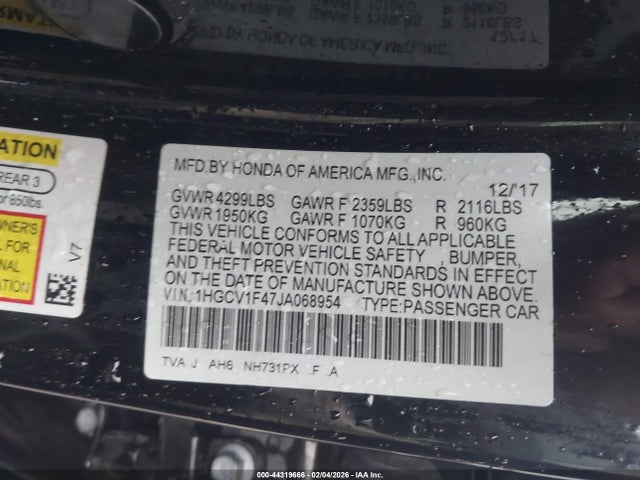 MFD.BY HONDA OF AMERICA MFG.,INC.
12/17
GVWR 4299LBS GAWR F 2359LBS R 2116LBS
GVWR 1950KG GAWR F 1070KG R 960KG
THIS VEHICLE CONFORMS TO ALL APPLICABLE
FEDERAL MOTOR VEHICLE SAFETY , BUMPER,
AND THEFT PREVENTION STANDARDS IN EFFECT
ON THE DATE OF MANUFACTURE SHOWN ABOVE.
V.I.N.:1HGCV1F47JA068954 TYPE:PASSENGER CAR
TVA J AH6 NH731PX .F .A
REAR 3
or 950lbs.
V7
000-44319666 - 02/04/2026 - IAA Inc.